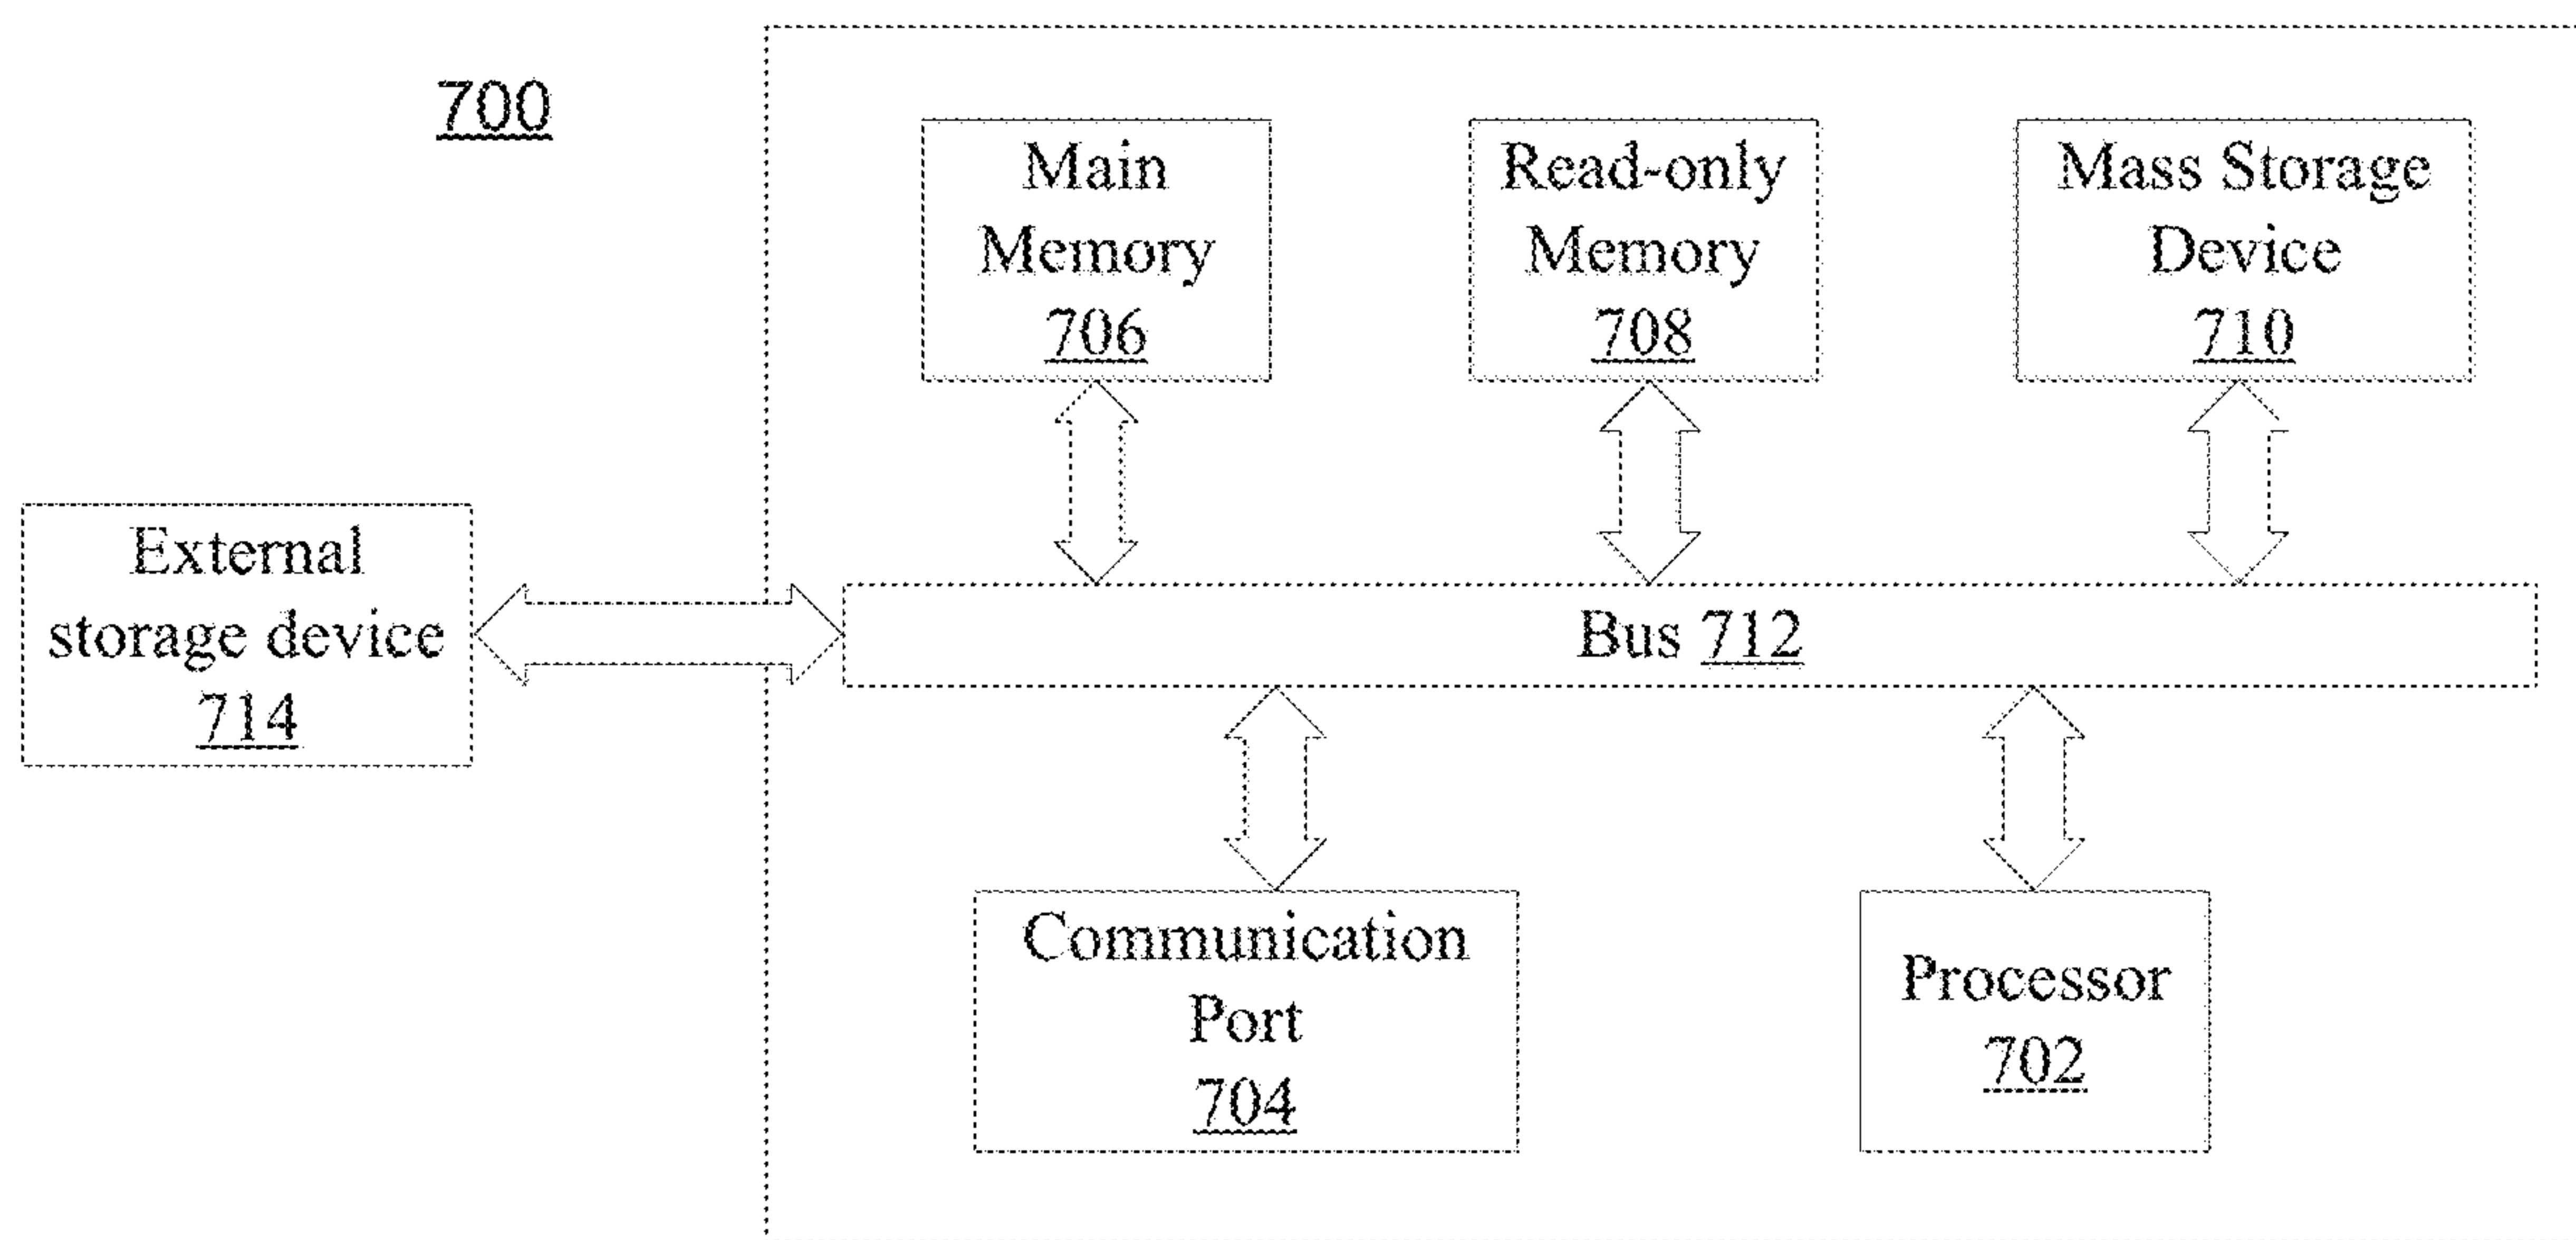 700
Main
Memory
706
Read-only
Memory
708
Mass Storage
Device
710
External
storage device
714
Bus 712
Communication
Port
704
Processor
702